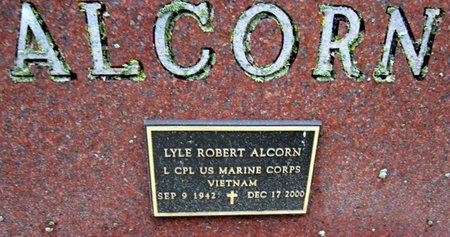 ALCORN
LYLE ROBERT ALCORN
L CPL US MARINE CORPS
VIETNAM
SEP 9 1942 ✝ DEC 17 2000